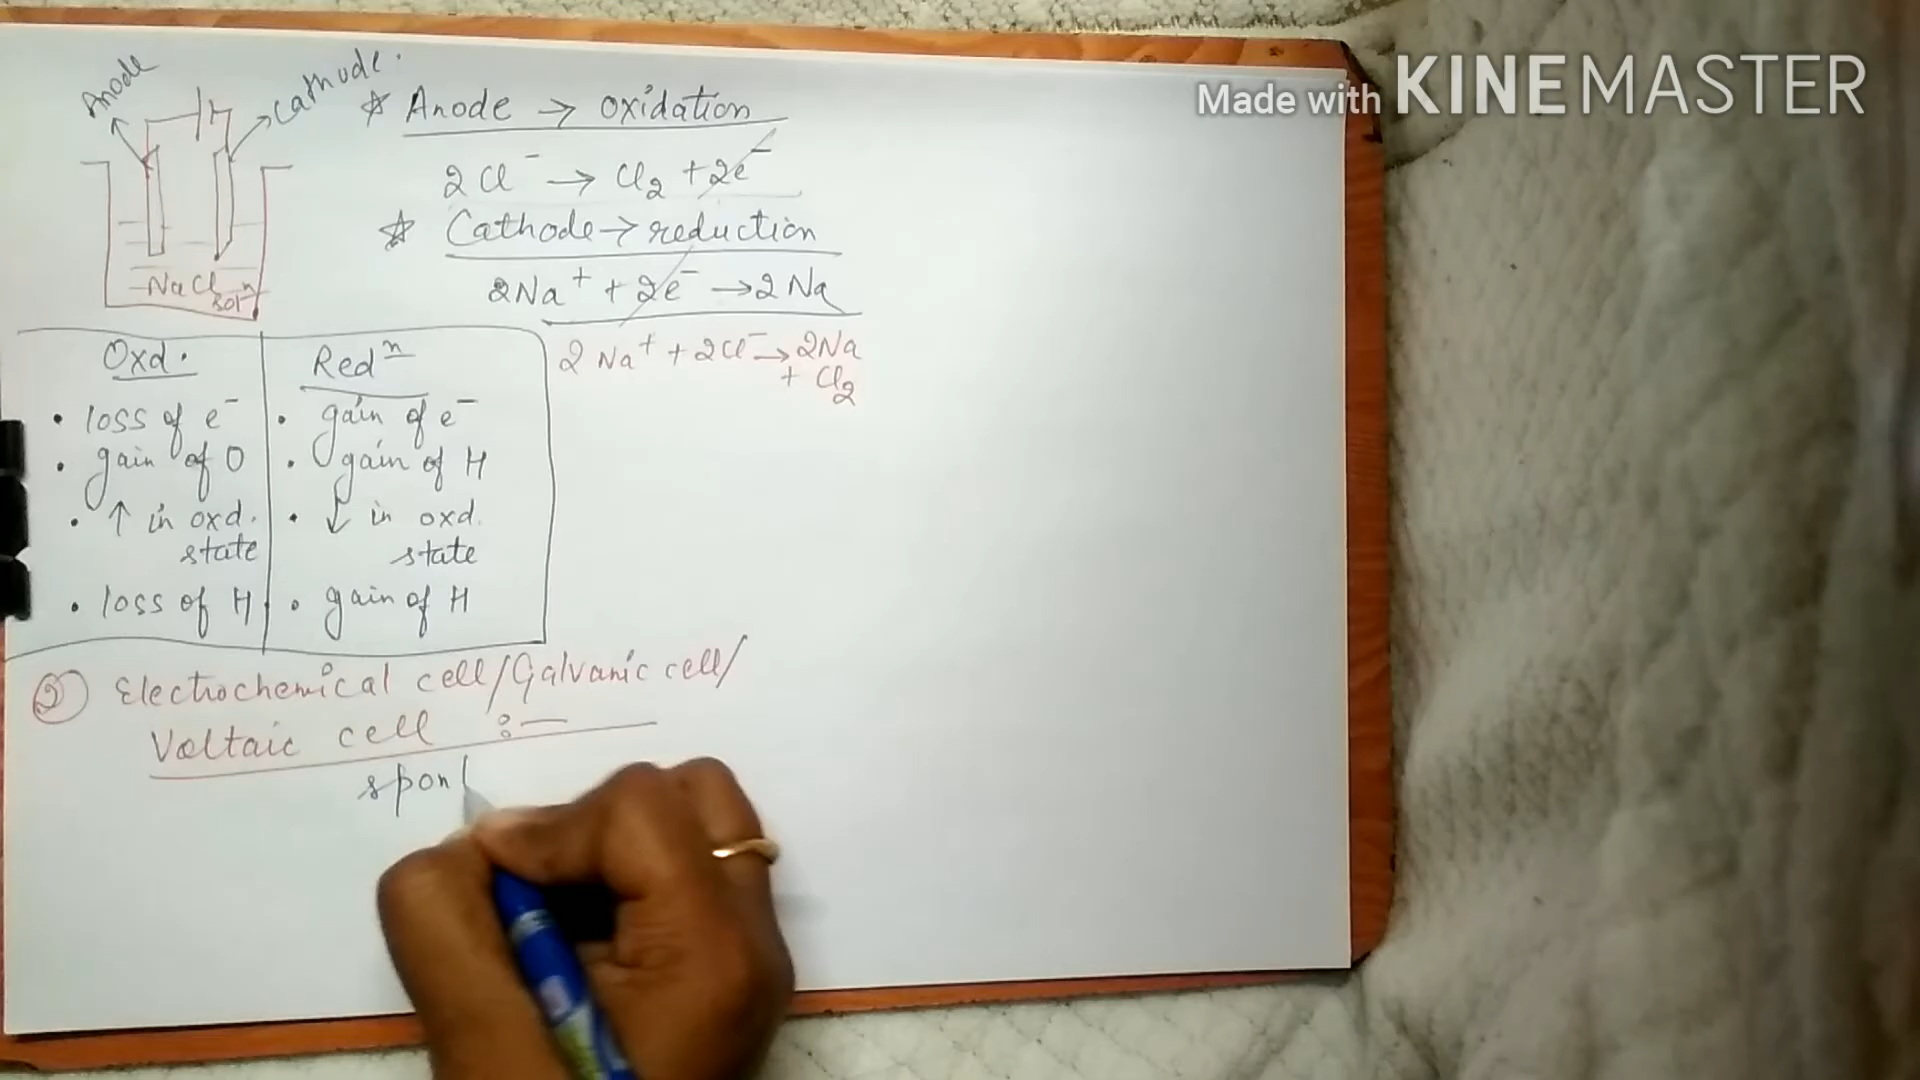 Made with KINEMASTER
Anode
Cathode.
NaCl soln
☆ Anode → oxidation
2Cl⁻ → Cl₂ + 2e⁻
☆ Cathode → reduction
2Na⁺ + 2e⁻ → 2Na
2Na⁺ + 2Cl⁻ → 2Na
+ Cl₂
Oxd.
• loss of e⁻
• gain of O
• ↑ in oxd.
state
• loss of H
Redⁿ
• gain of e⁻
• gain of H
• ↓ in oxd.
state
• gain of H
② Electrochemical cell/Galvanic cell/
Voltaic cell :—
spont